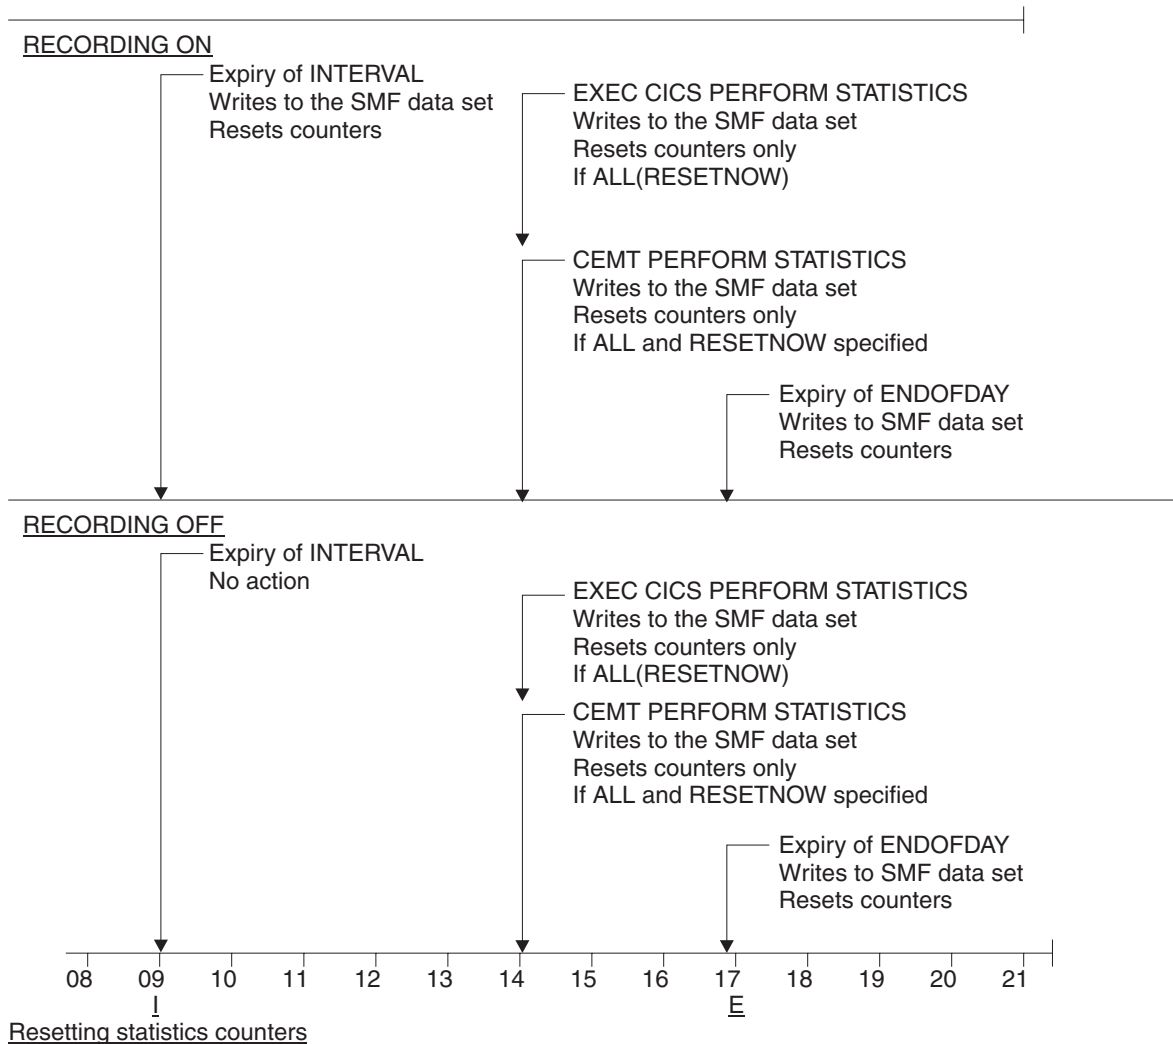 RECORDING ON
Expiry of INTERVAL
Writes to the SMF data set
Resets counters
EXEC CICS PERFORM STATISTICS
Writes to the SMF data set
Resets counters only
If ALL(RESETNOW)
CEMT PERFORM STATISTICS
Writes to the SMF data set
Resets counters only
If ALL and RESETNOW specified
Expiry of ENDOFDAY
Writes to SMF data set
Resets counters
RECORDING OFF
Expiry of INTERVAL
No action
EXEC CICS PERFORM STATISTICS
Writes to the SMF data set
Resets counters only
If ALL(RESETNOW)
CEMT PERFORM STATISTICS
Writes to the SMF data set
Resets counters only
If ALL and RESETNOW specified
Expiry of ENDOFDAY
Writes to SMF data set
Resets counters
08 09 10 11 12 13 14 15 16 17 18 19 20 21
I E
Resetting statistics counters